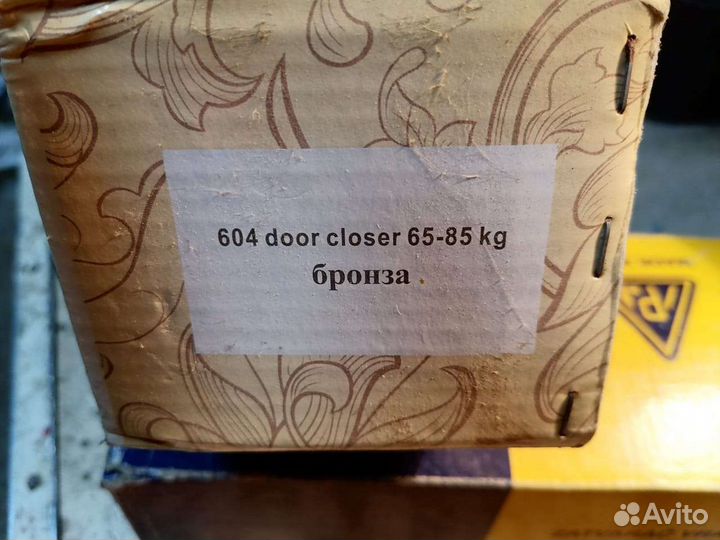 604 door closer 65-85 kg
бронза
Avito